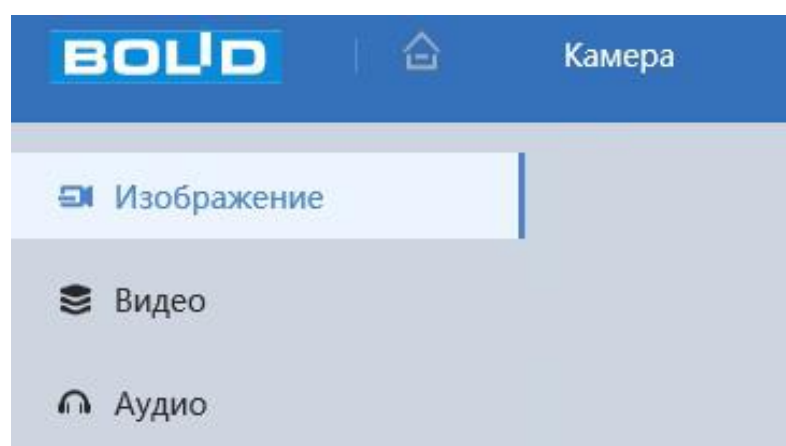 BOLID
Камера
Изображение
Видео
Аудио